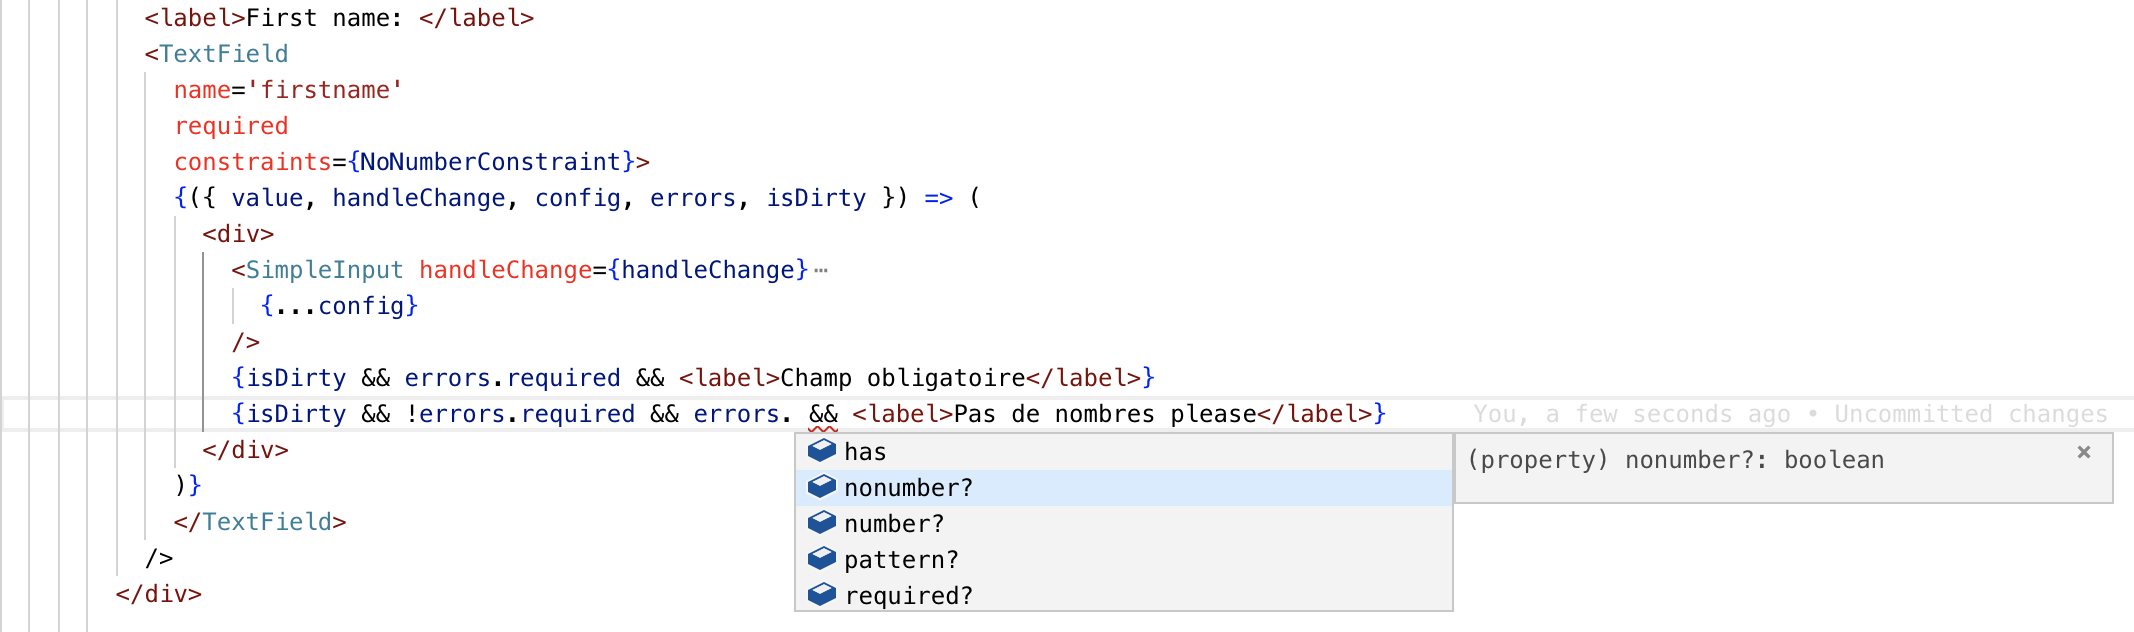 <label>First name: </label>
<TextField
name='firstname'
required
constraints={NoNumberConstraint}>
{({ value, handleChange, config, errors, isDirty }) => (
<div>
<SimpleInput handleChange={handleChange}⋯
{...config}
/>
{isDirty && errors.required && <label>Champ obligatoire</label>}
{isDirty && !errors.required && errors. && <label>Pas de nombres please</label>} You, a few seconds ago • Uncommitted changes
</div>
)}
</TextField>
/>
</div>
has
nonumber?
number?
pattern?
required?
(property) nonumber?: boolean ×